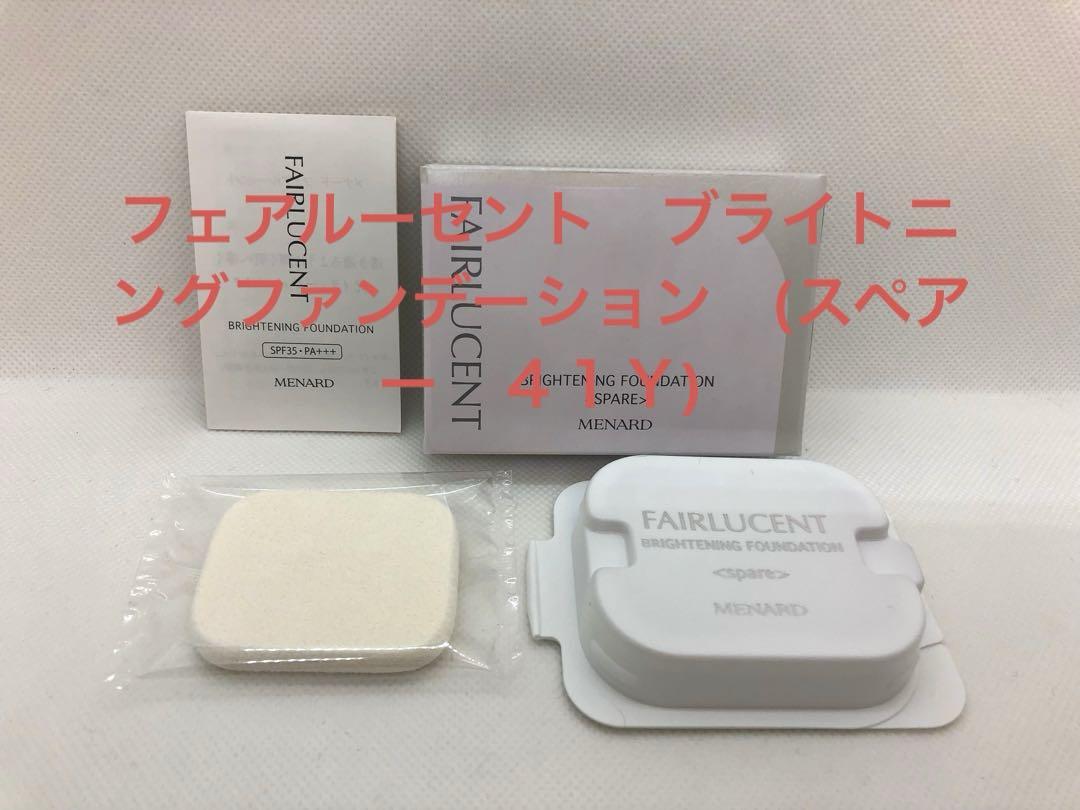 フェアルーセント　ブライトニ
ングファンデーション　(スペア
ー　４１Y)
FAIRLUCENT
BRIGHTENING FOUNDATION
SPF35・PA+++
MENARD
FAIRLUCENT
BRIGHTENING FOUNDATION
<SPARE>
MENARD
FAIRLUCENT
BRIGHTENING FOUNDATION
<spare>
MENARD